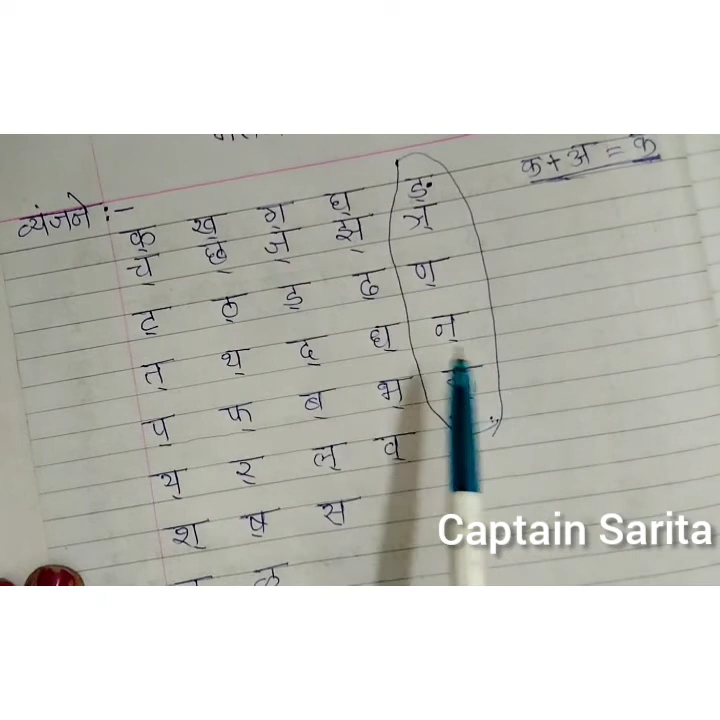 क् + अ = क
व्यंजने :-
क् ख् ग् घ् ङ्
च् छ् ज् झ् ञ्
ट् ठ् ड् ढ् ण्
त् थ् द् ध् न्
प् फ् ब् भ्
य् र् ल् व्
श् ष् स्
Captain Sarita